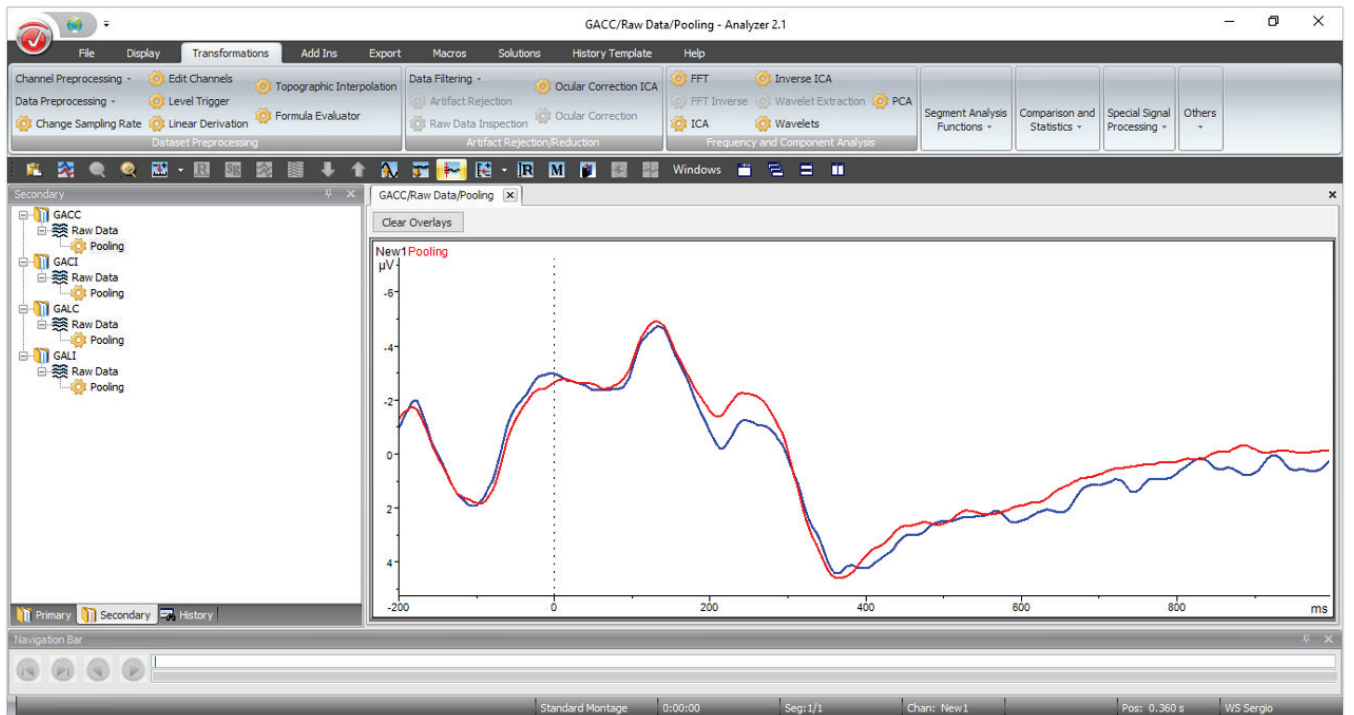 GACC/Raw Data/Pooling - Analyzer 2.1
File Display Transformations Add Ins Export Macros Solutions History Template Help
Channel Preprocessing
Data Preprocessing
Change Sampling Rate
Edit Channels
Level Trigger
Linear Derivation
Topographic Interpolation
Formula Evaluator
Dataset Preprocessing
Data Filtering
Artifact Rejection
Raw Data Inspection
Ocular Correction ICA
Ocular Correction
Artifact Rejection/Reduction
FFT
FFT Inverse
ICA
Inverse ICA
Wavelet Extraction
Wavelets
PCA
Frequency and Component Analysis
Segment Analysis
Functions
Comparison and
Statistics
Special Signal
Processing
Others
R Sg R M Windows
Secondary
GACC
Raw Data
Pooling
GACI
Raw Data
Pooling
GALC
Raw Data
Pooling
GALI
Raw Data
Pooling
Primary Secondary History
GACC/Raw Data/Pooling
Clear Overlays
New1Pooling
µV
-6
-4
-2
0
2
4
-200 0 200 400 600 800 ms
Navigation Bar
Standard Montage 0:00:00 Seg:1/1 Chan: New1 Pos: 0.360 s WS Sergio